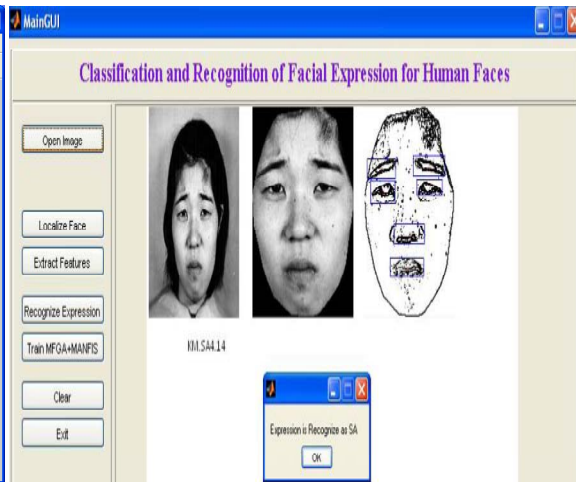 MainGUI
Classification and Recognition of Facial Expression for Human Faces
Open Image
Localize Face
Extract Features
Recognize Expression
Train MFGA+MANFIS
Clear
Exit
KM.SA4.14
Expression is Recognize as SA
OK